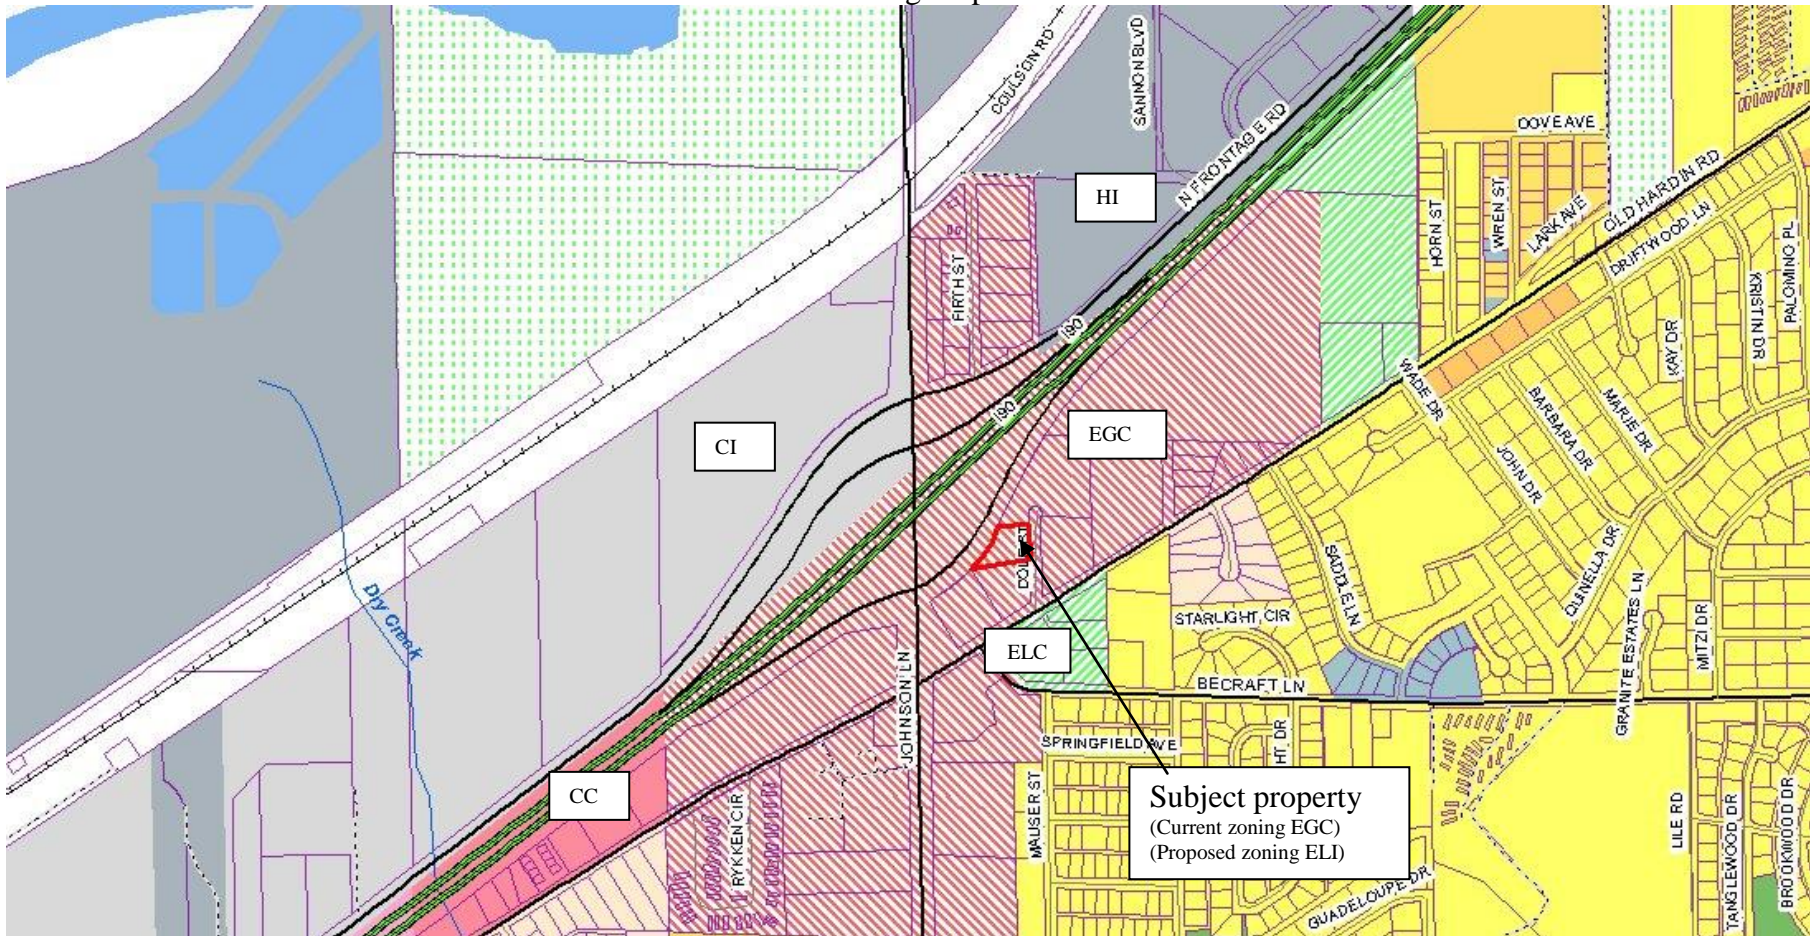 COULSON RD
SANNON BLVD
N FRONTAGE RD
DOVE AVE
HORN ST
WREN ST
LARK AVE
OLD HARDIN RD
DRIFTWOOD LN
KRISTIN DR
PALOMINO PL
KAY DR
HI
FIRTH ST
I90
WADE DR
BARBARA DR
MARIE DR
JOHN DR
I90
EGC
CI
Dry Creek
SADDLE LN
QUINELLA DR
GRANITE ESTATES LN
MITZI DR
STARLIGHT CIR
ELC
BECRAFT LN
JOHNSON LN
SPRINGFIELD AVE
HT DR
CC
RYKKEN CIR
MAUSER ST
Subject property
(Current zoning EGC)
(Proposed zoning ELI)
GUADELOUPE DR
LILE RD
TANGLEWOOD DR
BROOKWOOD DR